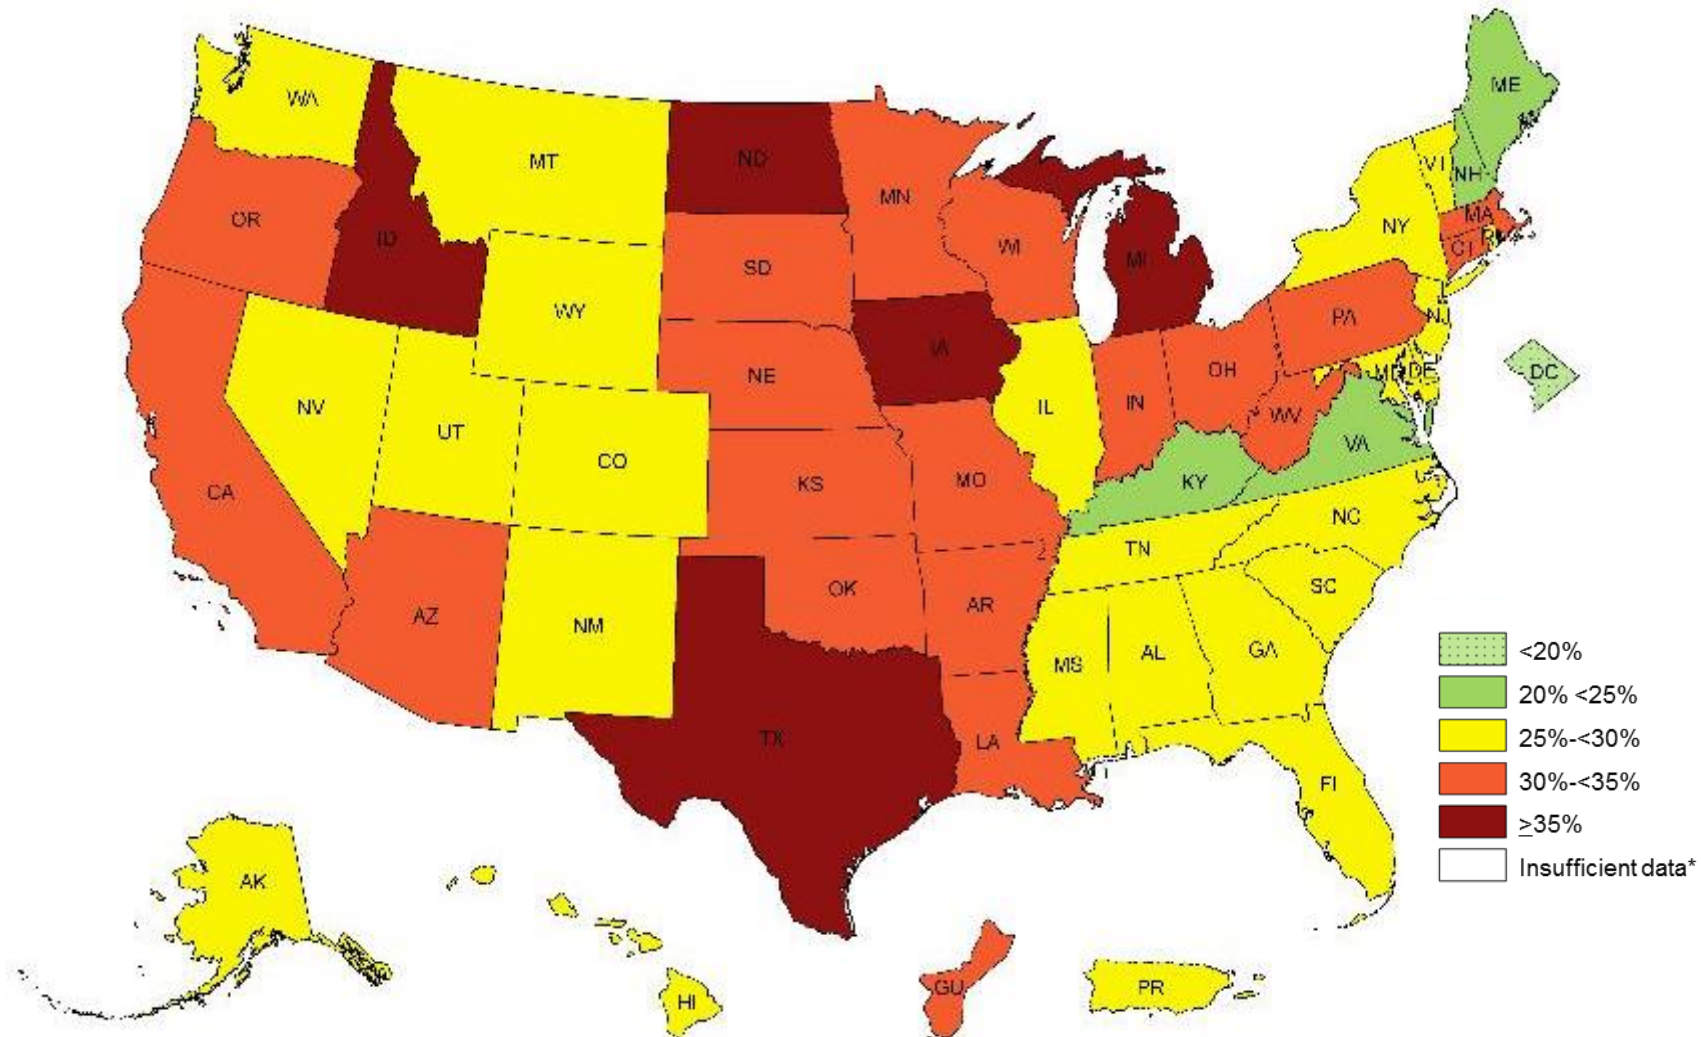 ME
WA
MT
ND
MN
VT
NH
OR
ID
WI
NY
MA
CT
RI
SD
MI
WY
PA
NJ
IA
NE
OH
MD
DE
DC
NV
IL
IN
WV
UT
CO
VA
CA
KS
MO
KY
NC
TN
OK
AR
SC
AZ
NM
MS
AL
GA
TX
LA
FL
<20%
20% <25%
25%-<30%
30%-<35%
≥35%
Insufficient data*
AK
HI
GU
PR